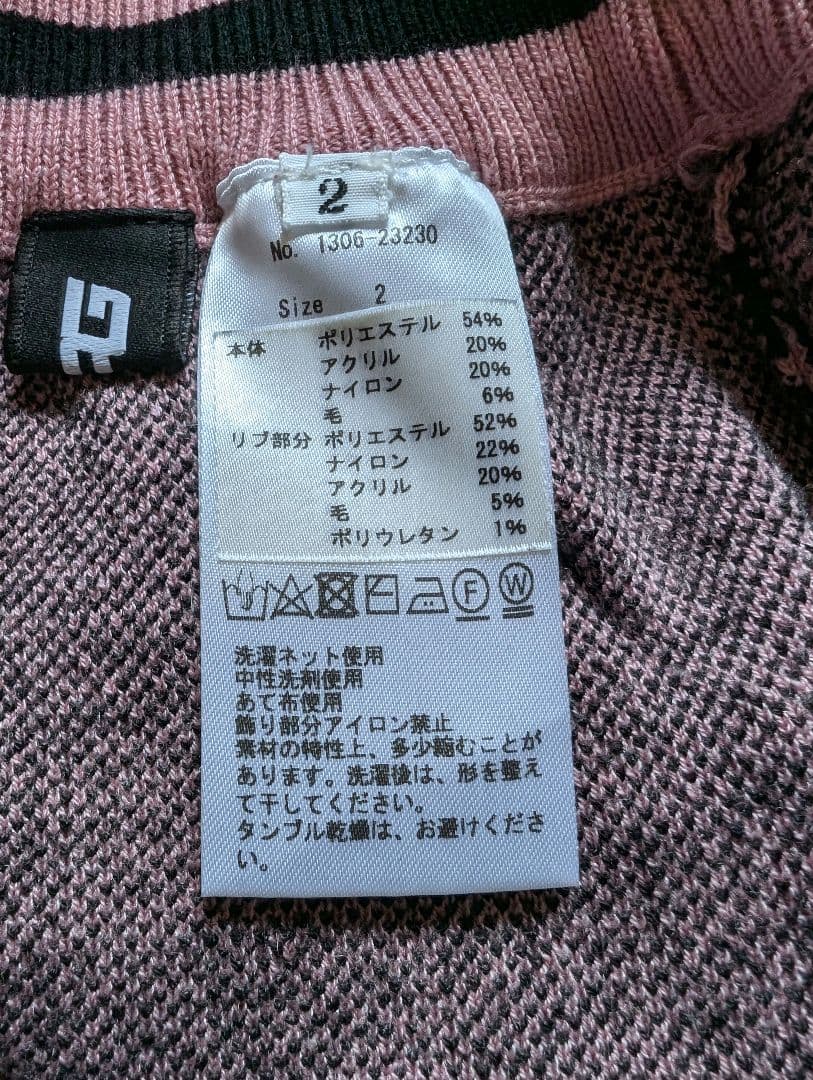 2
No. 1306-23230
Size 2
本体 ポリエステル 54%
アクリル 20%
ナイロン 20%
毛 6%
リブ部分 ポリエステル 52%
ナイロン 22%
アクリル 20%
毛 5%
ポリウレタン 1%
F W
洗濯ネット使用
中性洗剤使用
あて布使用
飾り部分アイロン禁止
素材の特性上、多少縮むことが
あります。洗濯後は、形を整え
て干してください。
タンブル乾燥は、お避けくださ
い。